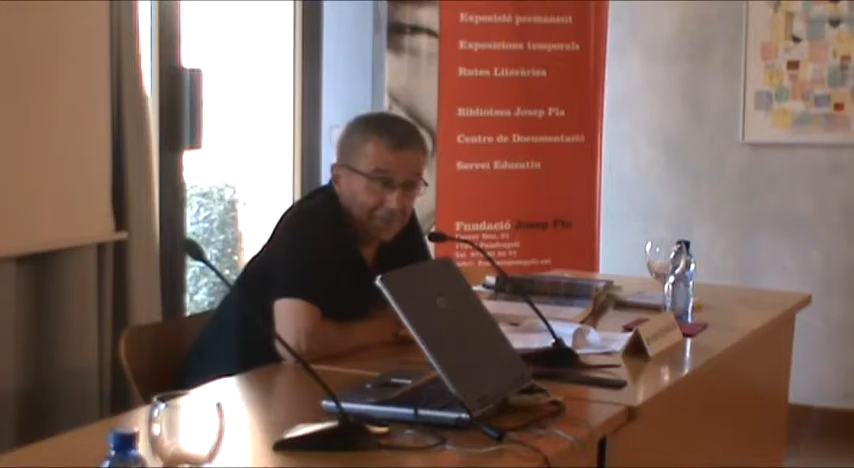 Exposició permanent
Exposicions temporals
Rutes Literàries
Biblioteca Josep Pla
Centre de Documentació
Servei Educatiu
Fundació Josep Pla